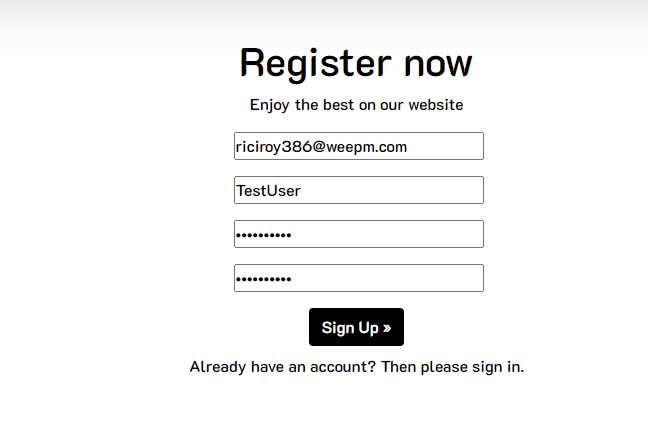 Register now
Enjoy the best on our website
riciroy386@weepm.com
TestUser
••••••••••
••••••••••
Sign Up »
Already have an account? Then please sign in.